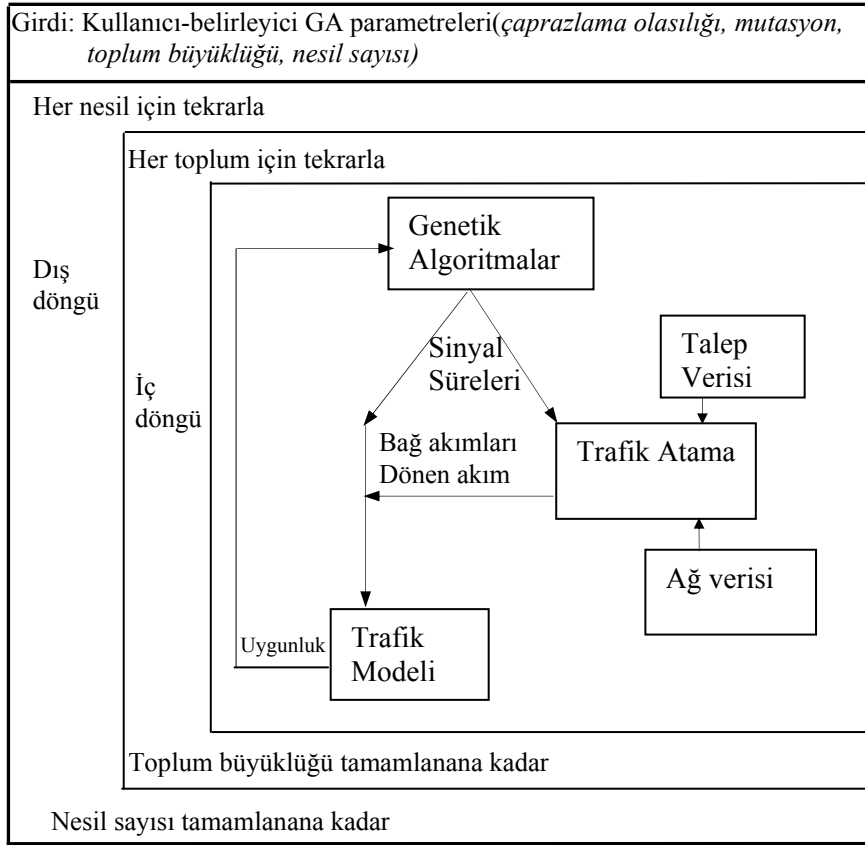 Girdi: Kullanıcı-belirleyici GA parametreleri(çaprazlama olasılığı, mutasyon,
toplum büyüklüğü, nesil sayısı)
Her nesil için tekrarla
Her toplum için tekrarla
Genetik
Algoritmalar
Dış
döngü
Sinyal
Süreleri
Talep
Verisi
İç
döngü
Bağ akımları
Dönen akım
Trafik Atama
Ağ verisi
Uygunluk
Trafik
Modeli
Toplum büyüklüğü tamamlanana kadar
Nesil sayısı tamamlanana kadar